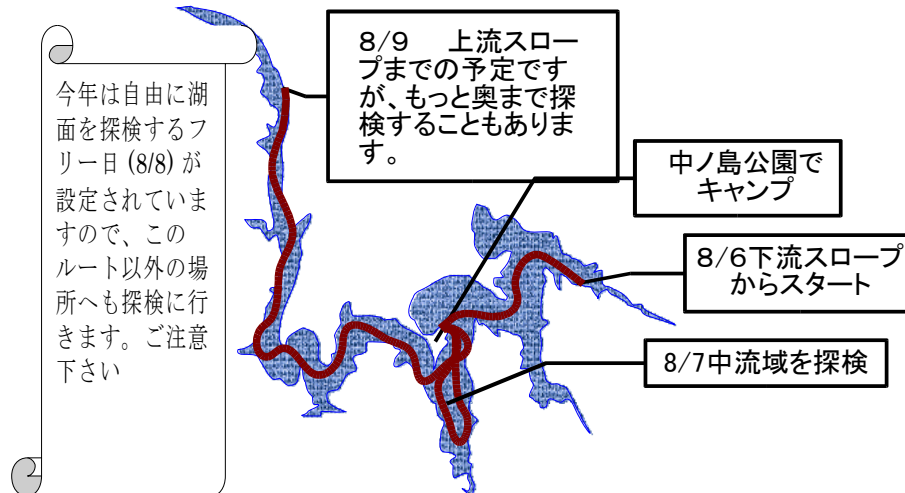 今年は自由に湖
面を探検するフ
リー日 (8/8) が
設定されていま
すので、この
ルート以外の場
所へも探検に行
きます。ご注意
下さい
8/9　上流スロー
プまでの予定です
が、もっと奥まで探
検することもありま
す。
中ノ島公園で
キャンプ
8/6下流スロープ
からスタート
8/7中流域を探検